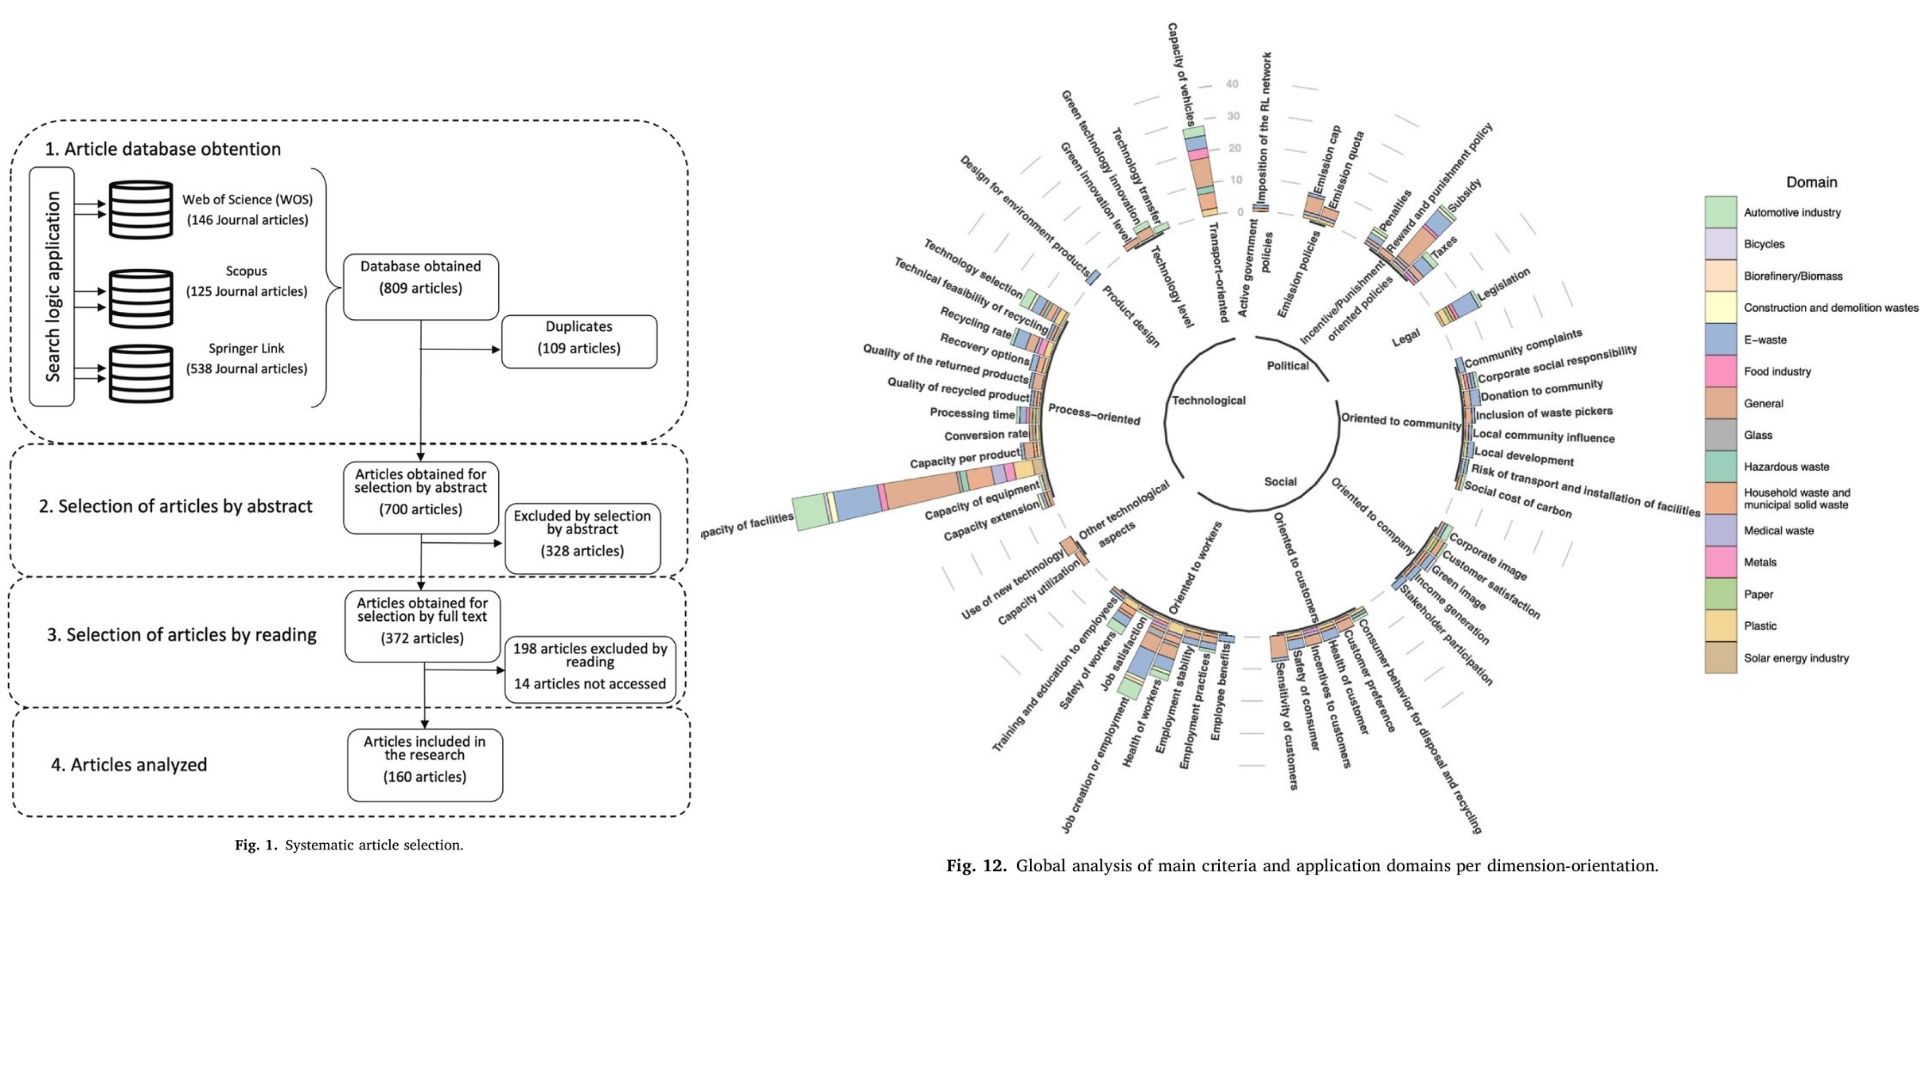 1. Article database obtention
Search logic application
Web of Science (WOS)
(146 Journal articles)
Scopus
(125 Journal articles)
Springer Link
(538 Journal articles)
Database obtained
(809 articles)
Duplicates
(109 articles)
2. Selection of articles by abstract
Articles obtained for
selection by abstract
(700 articles)
Excluded by selection
by abstract
(328 articles)
3. Selection of articles by reading
Articles obtained for
selection by full text
(372 articles)
198 articles excluded by
reading
14 articles not accessed
4. Articles analyzed
Articles included in
the research
(160 articles)
Fig. 1. Systematic article selection.
40
30
20
10
0
Political
Active government
policies
Imposition of the RL network
Emission policies
Emission cap
Emission quota
Incentive/Punishment
oriented policies
Penalties
Reward and punishment policy
Subsidy
Taxes
Legal
Legislation
Social
Oriented to community
Community complaints
Corporate social responsibility
Donation to community
Inclusion of waste pickers
Local community influence
Local development
Risk of transport and installation of facilities
Social cost of carbon
Oriented to company
Corporate image
Customer satisfaction
Green image
Income generation
Stakeholder participation
Oriented to customers
Consumer behavior for disposal and recycling
Customer preference
Health of customer
Incentives to customers
Safety of consumer
Sensitivity of customers
Oriented to workers
Employee benefits
Employment practices
Employment stability
Health of workers
Job creation or employment
Job satisfaction
Safety of workers
Training and education to employees
Technological
Other technological
aspects
Capacity utilization
Use of new technology
Process-oriented
Capacity extension
Capacity of equipment
pacity of facilities
Capacity per product
Conversion rate
Processing time
Quality of recycled product
Quality of the returned products
Recovery options
Recycling rate
Technical feasibility of recycling
Technology selection
Product design
Design for environment products
Technology level
Green innovation level
Green technology innovation
Technology transfer
Transport-oriented
Capacity of vehicles
Domain
Automotive industry
Bicycles
Biorefinery/Biomass
Construction and demolition wastes
E-waste
Food industry
General
Glass
Hazardous waste
Household waste and
municipal solid waste
Medical waste
Metals
Paper
Plastic
Solar energy industry
Fig. 12. Global analysis of main criteria and application domains per dimension-orientation.